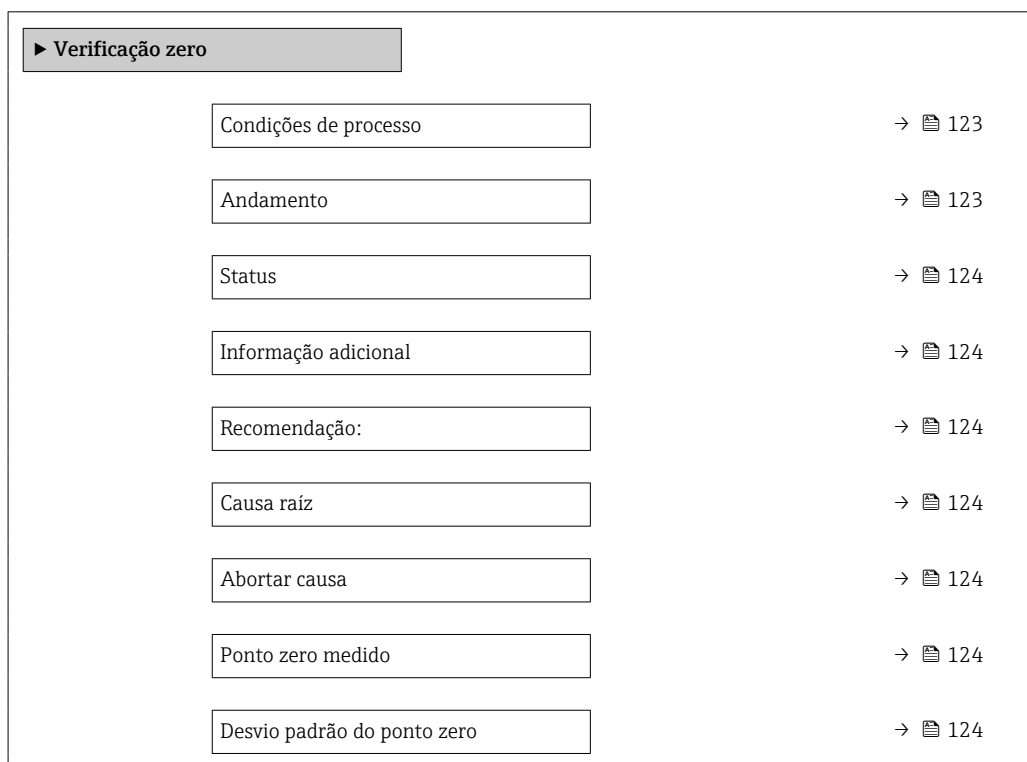 ▶ Verificação zero
Condições de processo → 🖹 123
Andamento → 🖹 123
Status → 🖹 124
Informação adicional → 🖹 124
Recomendação: → 🖹 124
Causa raíz → 🖹 124
Abortar causa → 🖹 124
Ponto zero medido → 🖹 124
Desvio padrão do ponto zero → 🖹 124